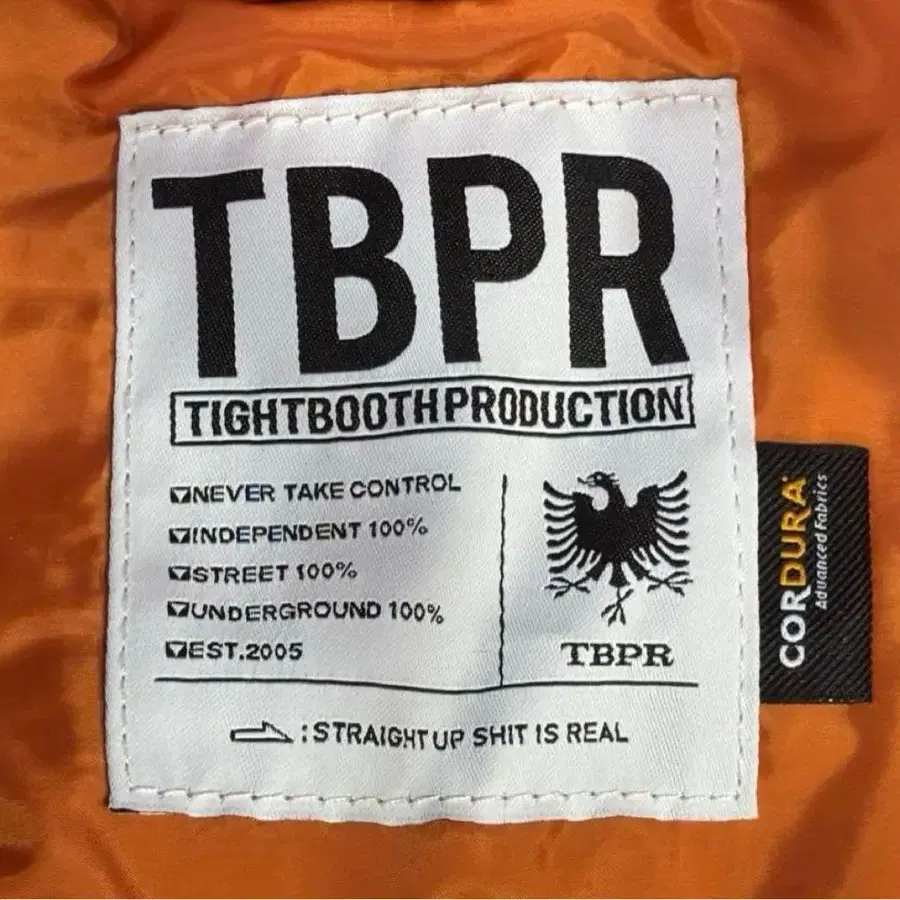 TBPR
TIGHTBOOTHPRODUCTION
NEVER TAKE CONTROL
INDEPENDENT 100%
STREET 100%
UNDERGROUND 100%
EST.2005
TBPR
:STRAIGHT UP SHIT IS REAL
CORDURA®
Advanced Fabrics